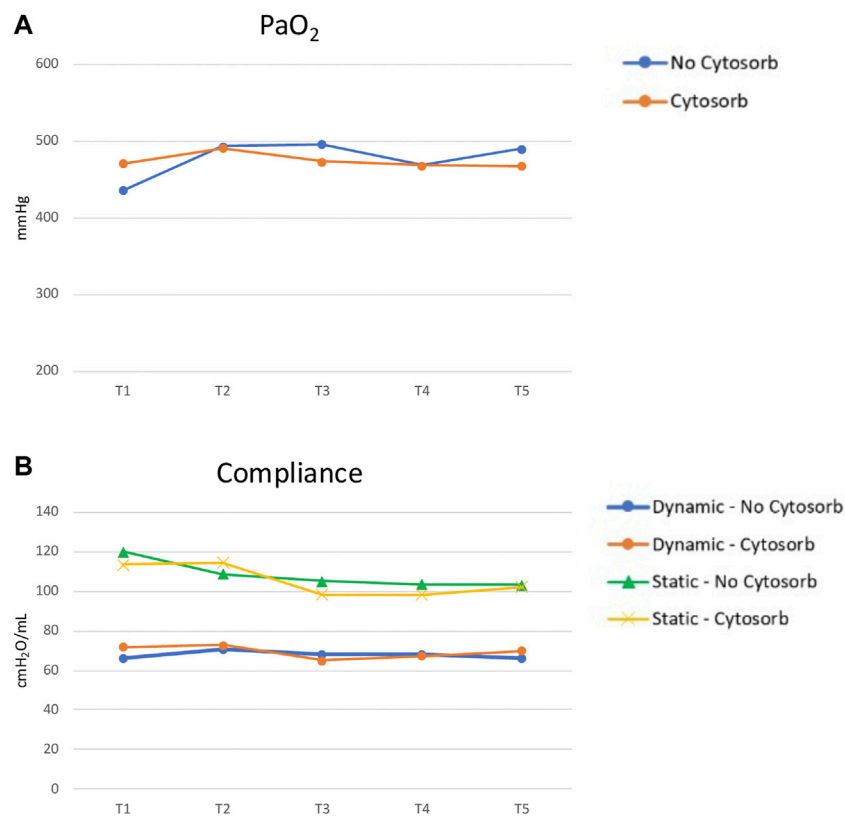 A
PaO₂
600
500
400
300
200
mmHg
T1 T2 T3 T4 T5
No Cytosorb
Cytosorb
B
Compliance
140
120
100
80
60
40
20
0
cmH₂O/mL
T1 T2 T3 T4 T5
Dynamic - No Cytosorb
Dynamic - Cytosorb
Static - No Cytosorb
Static - Cytosorb